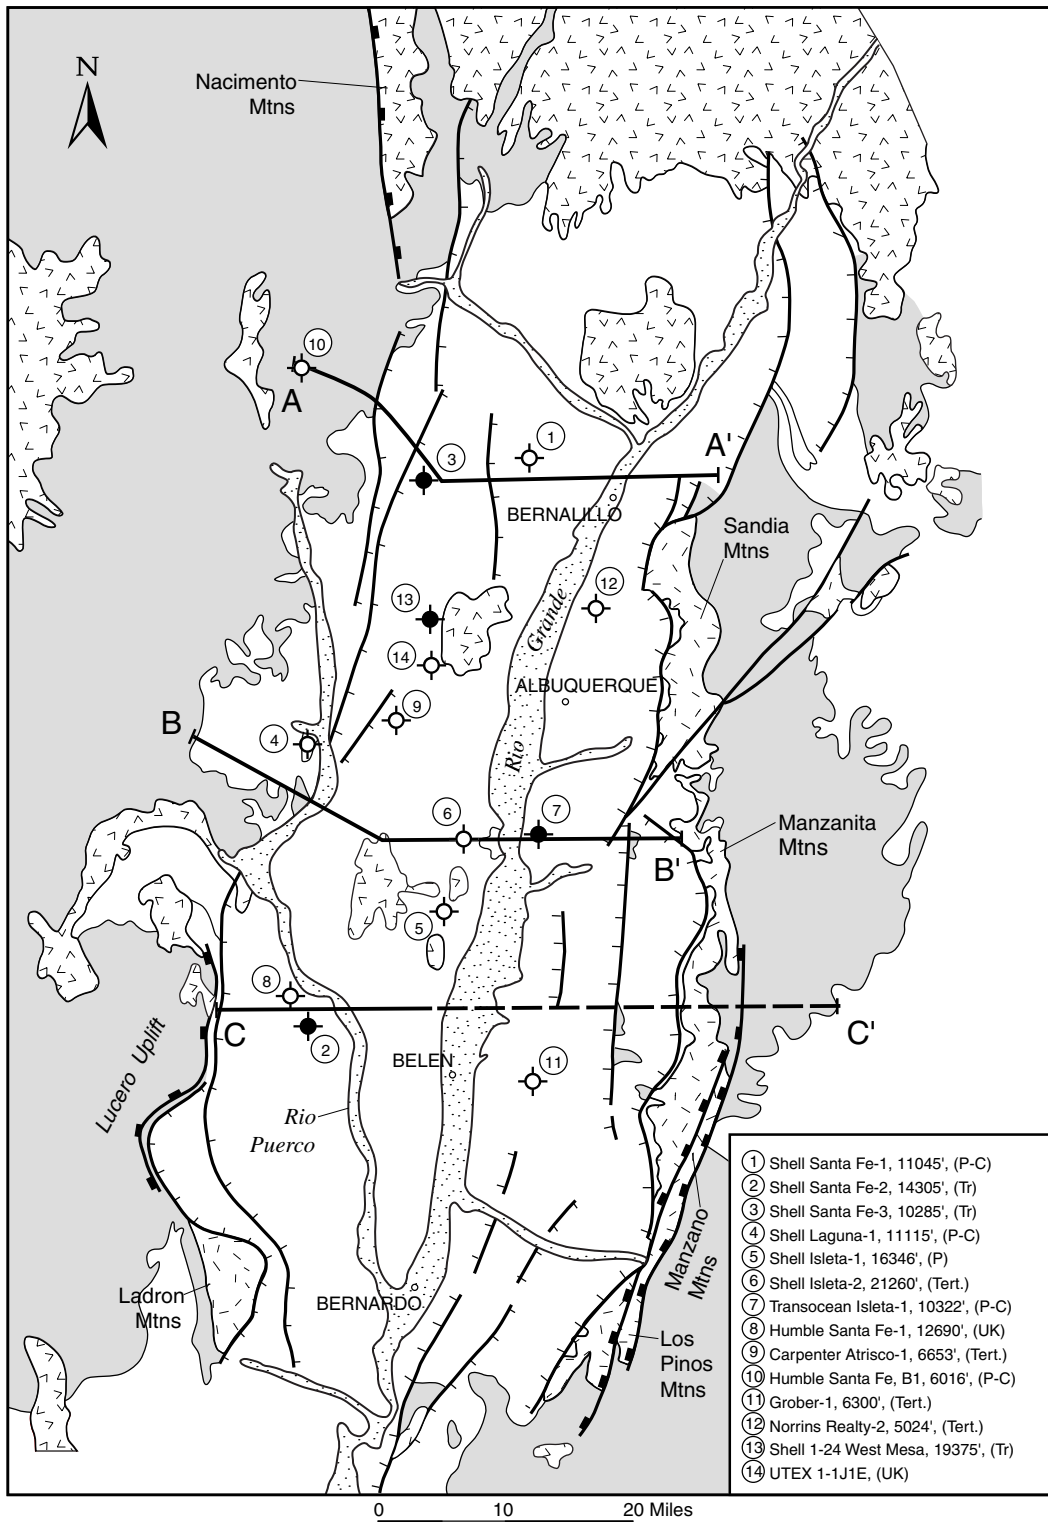 N
Nacimento
Mtns
10
A
1
3
A'
BERNALILLO
Sandia
Mtns
12
13
Grande
14
ALBUQUERQUE
9
B
4
Rio
6
7
Manzanita
Mtns
B'
5
8
C
C'
2
Lucero Uplift
BELEN
11
Rio
Puerco
Manzano
Mtns
Ladron
Mtns
BERNARDO
Los
Pinos
Mtns
1 Shell Santa Fe-1, 11045', (P-C)
2 Shell Santa Fe-2, 14305', (Tr)
3 Shell Santa Fe-3, 10285', (Tr)
4 Shell Laguna-1, 11115', (P-C)
5 Shell Isleta-1, 16346', (P)
6 Shell Isleta-2, 21260', (Tert.)
7 Transocean Isleta-1, 10322', (P-C)
8 Humble Santa Fe-1, 12690', (UK)
9 Carpenter Atrisco-1, 6653', (Tert.)
10 Humble Santa Fe, B1, 6016', (P-C)
11 Grober-1, 6300', (Tert.)
12 Norrins Realty-2, 5024', (Tert.)
13 Shell 1-24 West Mesa, 19375', (Tr)
14 UTEX 1-1J1E, (UK)
0 10 20 Miles